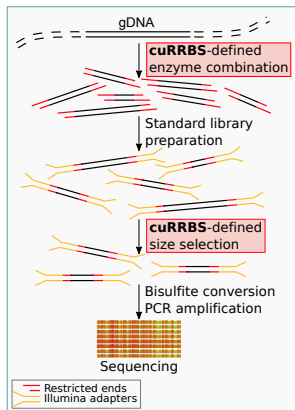 gDNA
cuRRBS-defined
enzyme combination
Standard library
preparation
cuRRBS-defined
size selection
Bisulfite conversion
PCR amplification
Sequencing
Restricted ends
Illumina adapters